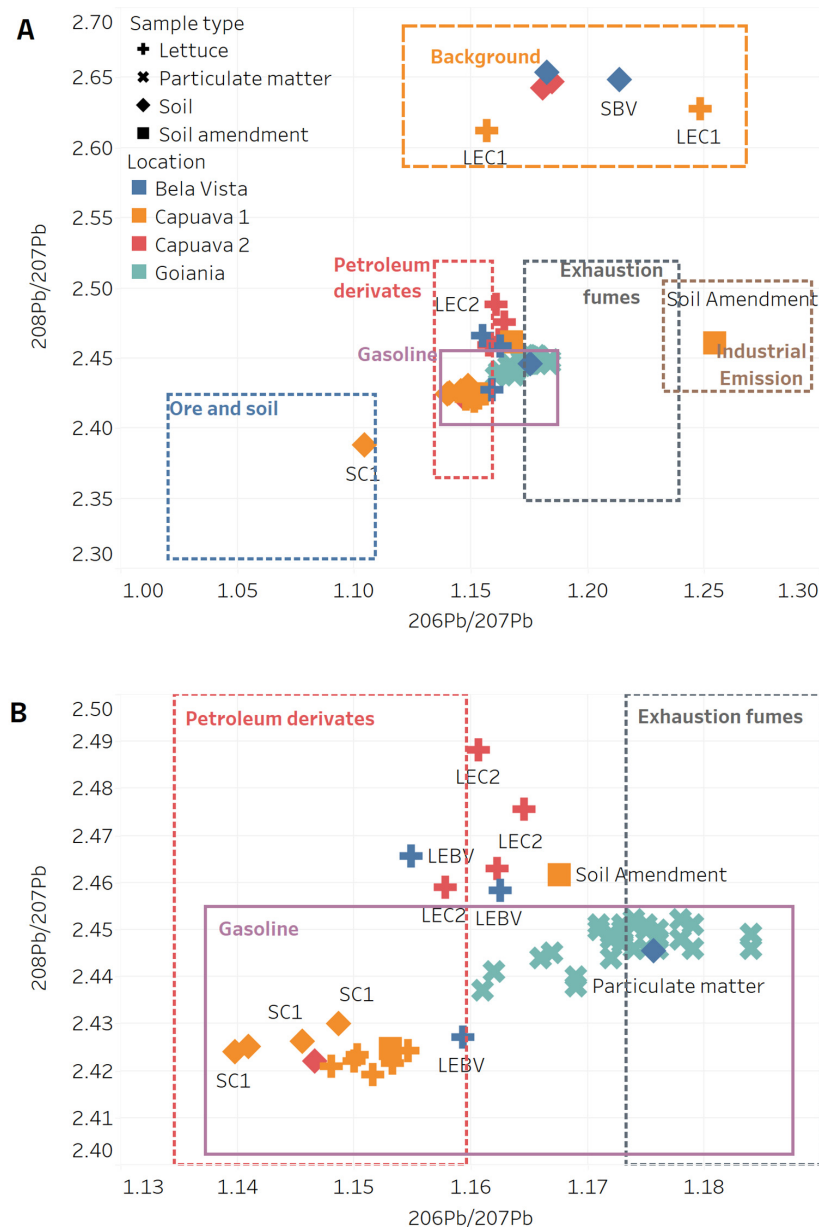 A
Sample type
Lettuce
Particulate matter
Soil
Soil amendment
Location
Bela Vista
Capuava 1
Capuava 2
Goiania
Background
SBV
LEC1
LEC1
Petroleum
derivates
Exhaustion
fumes
LEC2
Soil Amendment
Gasoline
Industrial
Emission
Ore and soil
SC1
208Pb/207Pb
2.70
2.65
2.60
2.55
2.50
2.45
2.40
2.35
2.30
1.00
1.05
1.10
1.15
1.20
1.25
1.30
206Pb/207Pb
B
Petroleum derivates
Exhaustion fumes
LEC2
LEC2
LEBV
Soil Amendment
LEC2
LEBV
Gasoline
Particulate matter
SC1
SC1
SC1
LEBV
208Pb/207Pb
2.50
2.49
2.48
2.47
2.46
2.45
2.44
2.43
2.42
2.41
2.40
1.13
1.14
1.15
1.16
1.17
1.18
206Pb/207Pb